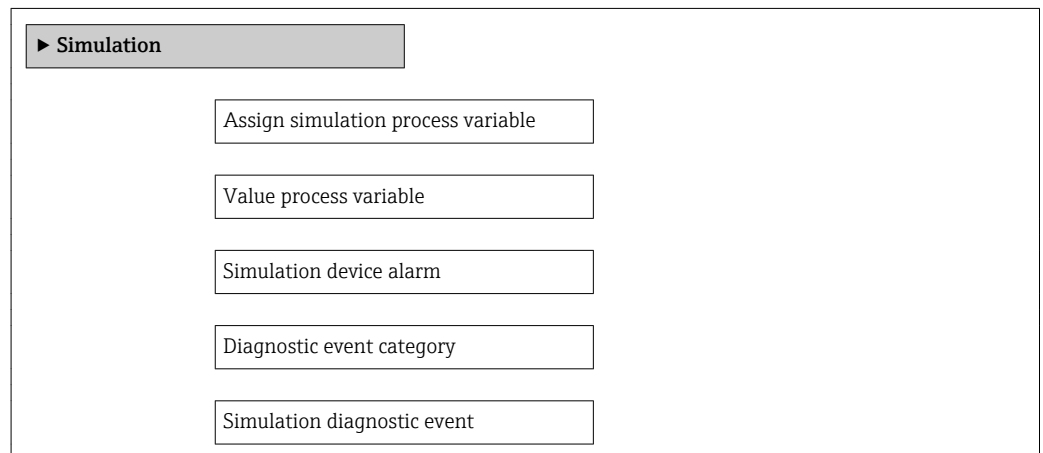 ▶ Simulation
Assign simulation process variable
Value process variable
Simulation device alarm
Diagnostic event category
Simulation diagnostic event